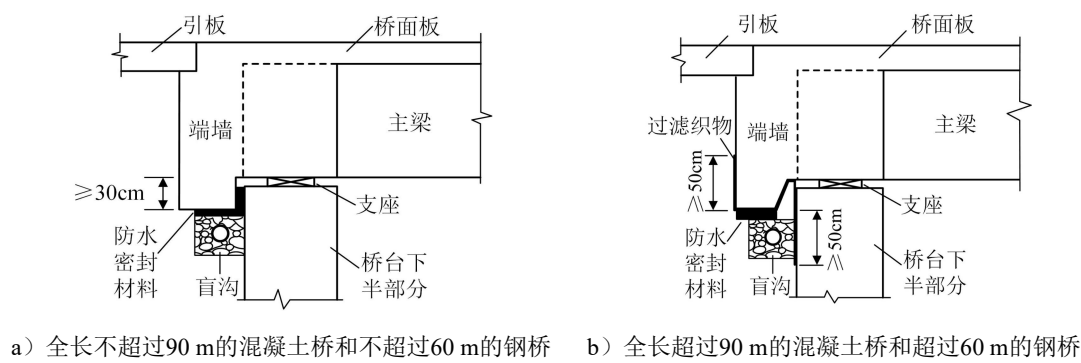 引板
桥面板
端墙
主梁
≥30cm
支座
防水
密封
材料
盲沟
桥台下
半部分
a）全长不超过90 m的混凝土桥和不超过60 m的钢桥
引板
桥面板
过滤织物
端墙
主梁
≥50cm
支座
防水
密封
材料
盲沟
≥50cm
桥台下
半部分
b）全长超过90 m的混凝土桥和超过60 m的钢桥